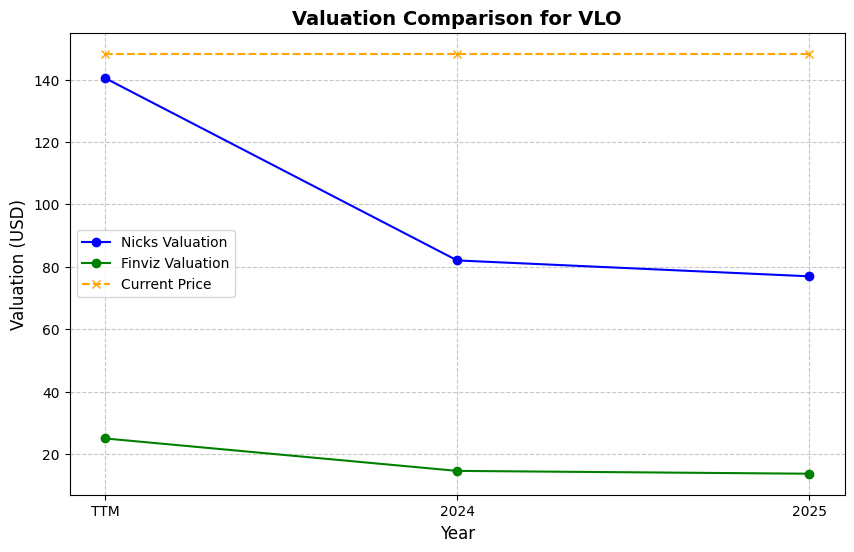 Valuation Comparison for VLO
Valuation (USD)
140
120
100
80
60
40
20
Nicks Valuation
Finviz Valuation
Current Price
TTM
2024
2025
Year